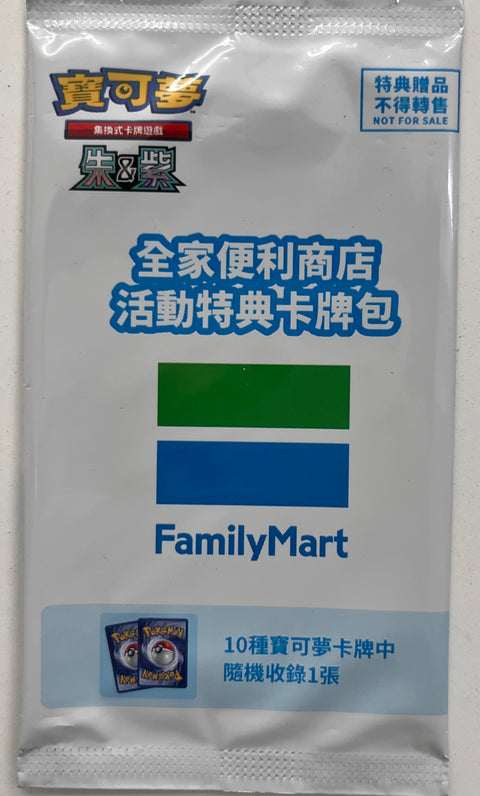 寶可夢
集換式卡牌遊戲
朱&紫
特典贈品
不得轉售
NOT FOR SALE
全家便利商店
活動特典卡牌包
FamilyMart
10種寶可夢卡牌中
隨機收錄1張